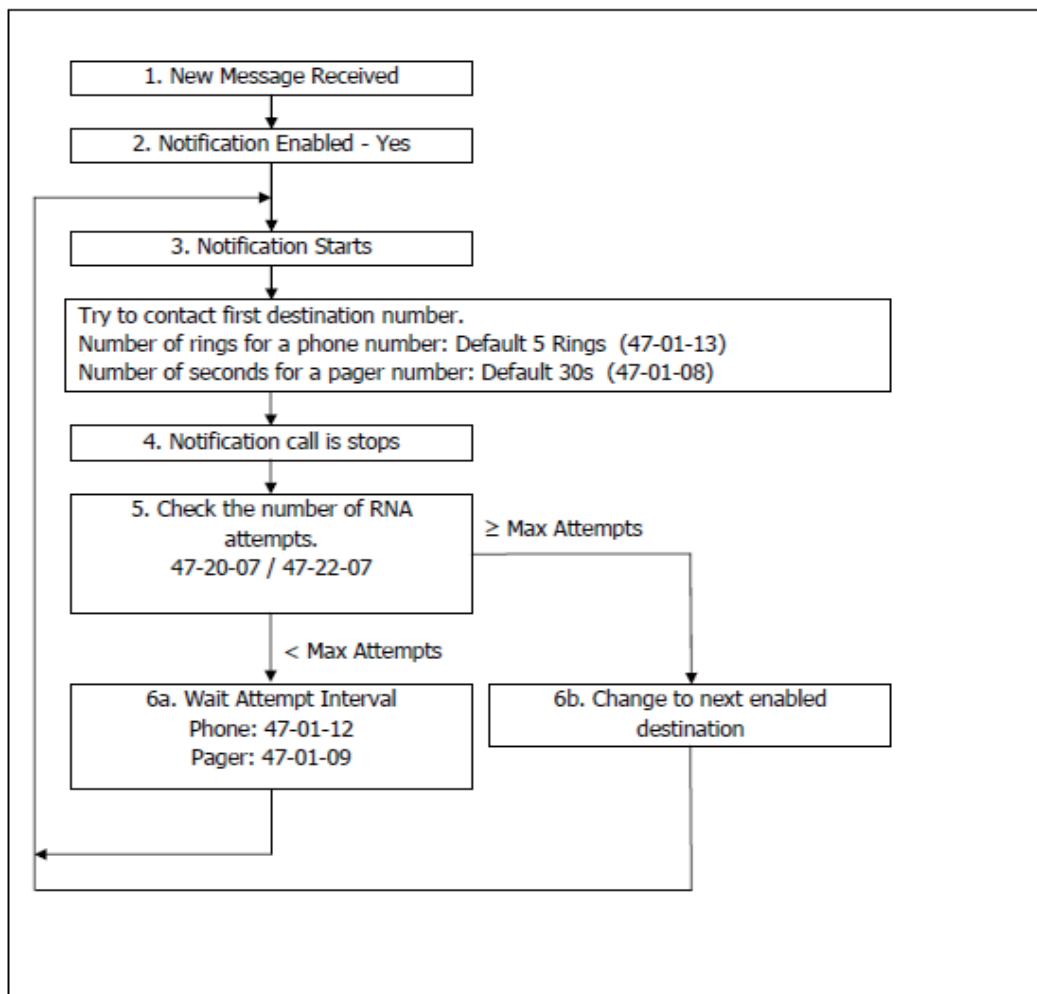 1. New Message Received
2. Notification Enabled - Yes
3. Notification Starts
Try to contact first destination number.
Number of rings for a phone number: Default 5 Rings (47-01-13)
Number of seconds for a pager number: Default 30s (47-01-08)
4. Notification call is stops
5. Check the number of RNA
attempts.
47-20-07 / 47-22-07
≥ Max Attempts
< Max Attempts
6a. Wait Attempt Interval
Phone: 47-01-12
Pager: 47-01-09
6b. Change to next enabled
destination